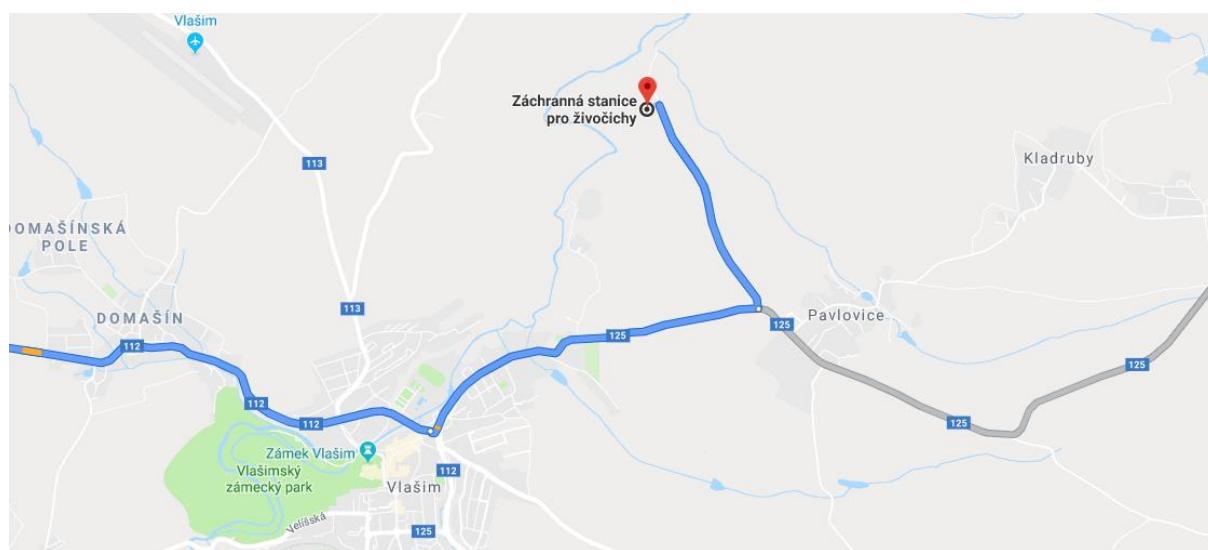 Vlašim
Záchranná stanice
pro živočichy
113
Kladruby
DOMAŠÍNSKÁ
POLE
113
DOMAŠÍN
Pavlovice
125
125
112
125
112
112
125
Zámek Vlašim
Vlašimský
zámecký park
112
Vlašim
Velíšská
125